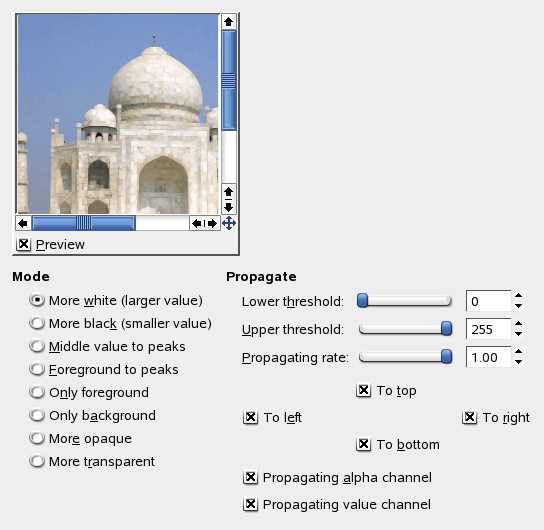 Preview
Mode
More white (larger value)
More black (smaller value)
Middle value to peaks
Foreground to peaks
Only foreground
Only background
More opaque
More transparent
Propagate
Lower threshold: 0
Upper threshold: 255
Propagating rate: 1.00
To top
To left To right
To bottom
Propagating alpha channel
Propagating value channel